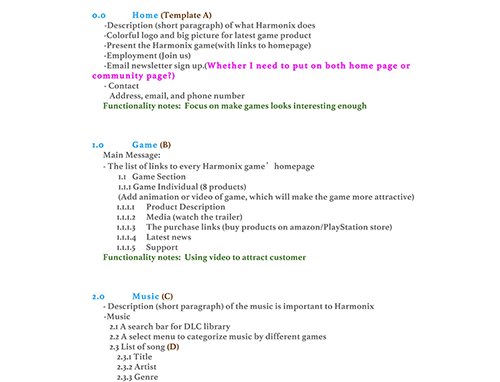 0.0 Home (Template A)
-Description (short paragraph) of what Harmonix does
-Colorful logo and big picture for latest game product
-Present the Harmonix game(with links to homepage)
-Employment (Join us)
-Email newsletter sign up.(Whether I need to put on both home page or
community page?)
- Contact
Address, email, and phone number
Functionality notes: Focus on make games looks interesting enough
1.0 Game (B)
Main Message:
- The list of links to every Harmonix game' homepage
1.1 Game Section
1.1.1 Game Individual (8 products)
(Add animation or video of game, which will make the game more attractive)
1.1.1.1 Product Description
1.1.1.2 Media (watch the trailer)
1.1.1.3 The purchase links (buy products on amazon/PlayStation store)
1.1.1.4 Latest news
1.1.1.5 Support
Functionality notes: Using video to attract customer
2.0 Music (C)
- Description (short paragraph) of the music is important to Harmonix
-Music
2.1 A search bar for DLC library
2.2 A select menu to categorize music by different games
2.3 List of song (D)
2.3.1 Title
2.3.2 Artist
2.3.3 Genre